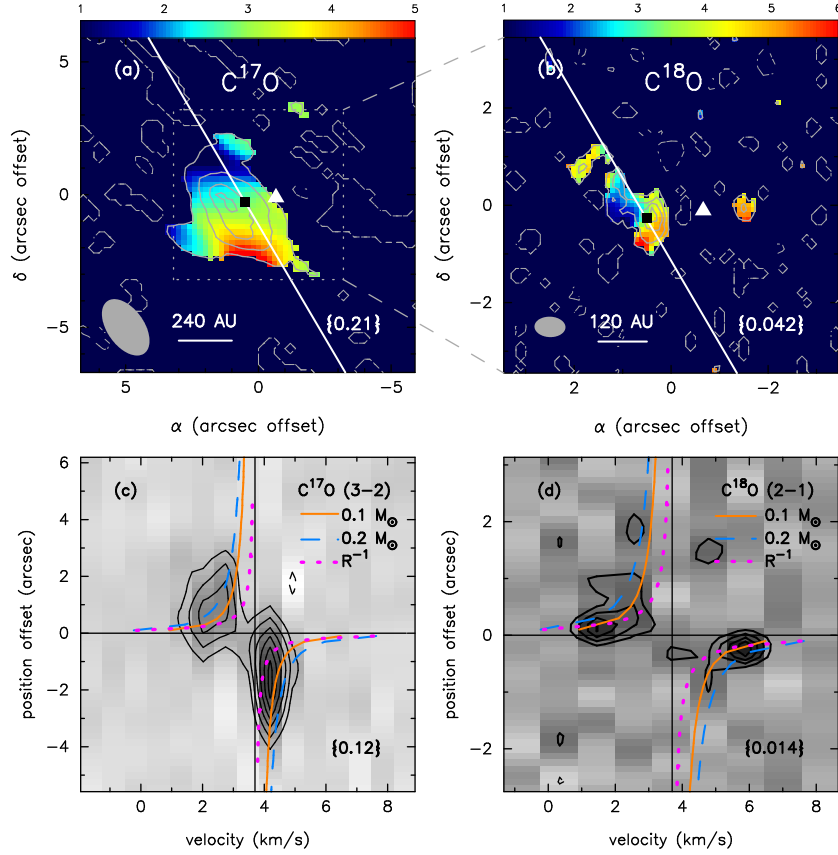 1 2 3 4 5
1 2 3 4 5 6
(a) C¹⁷O
(b) C¹⁸O
5
0
−5
δ (arcsec offset)
240 AU
{0.21}
5 0 −5
α (arcsec offset)
2
0
−2
δ (arcsec offset)
120 AU
{0.042}
2 0 −2
α (arcsec offset)
(c) C¹⁷O (3−2)
0.1 M⊙
0.2 M⊙
R⁻¹
6
4
2
0
−2
−4
position offset (arcsec)
{0.12}
0 2 4 6 8
velocity (km/s)
(d) C¹⁸O (2−1)
0.1 M⊙
0.2 M⊙
R⁻¹
2
0
−2
position offset (arcsec)
{0.014}
0 2 4 6 8
velocity (km/s)